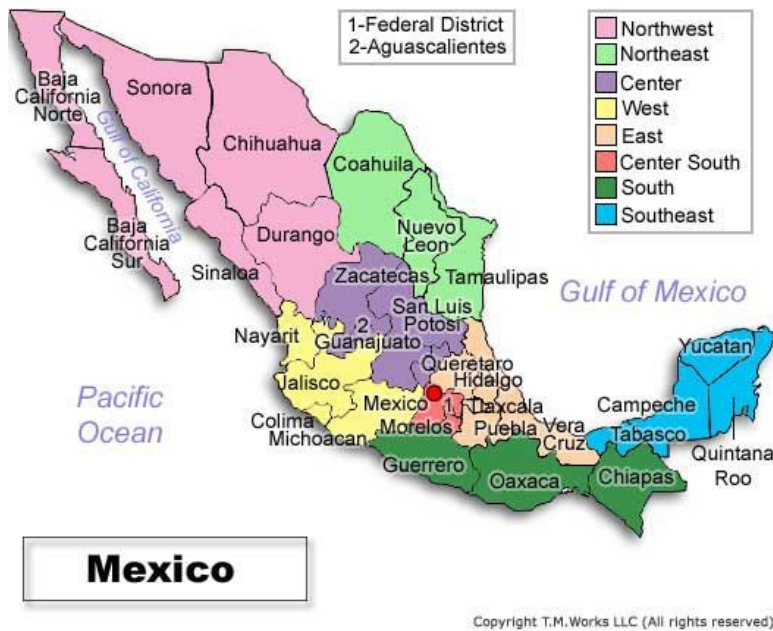 1-Federal District
2-Aguascalientes
Northwest
Northeast
Center
West
East
Center South
South
Southeast
Baja
California
Norte
Sonora
Chihuahua
Coahuila
Gulf of California
Baja
California
Sur
Sinaloa
Durango
Nuevo
Leon
Tamaulipas
Zacatecas
San Luis
Potosi
Gulf of Mexico
Nayarit
2
Guanajuato
Queretaro
Hidalgo
Yucatan
Jalisco
Pacific
Ocean
Colima
Michoacan
Mexico
1
Tlaxcala
Morelos
Puebla
Vera
Cruz
Campeche
Tabasco
Quintana
Roo
Guerrero
Oaxaca
Chiapas
Mexico
Copyright T.M.Works LLC (All rights reserved)